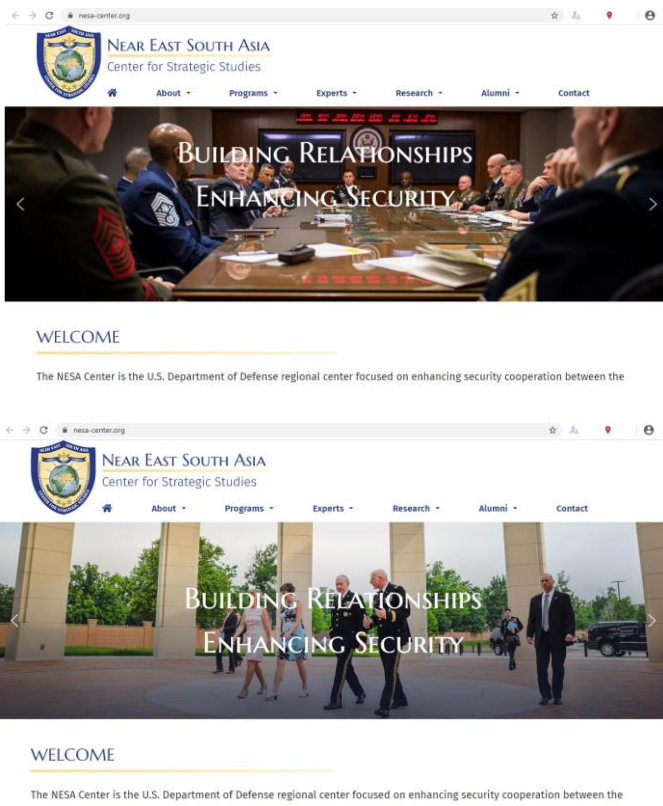 nesa-center.org
NEAR EAST SOUTH ASIA
Center for Strategic Studies
About
Programs
Experts
Research
Alumni
Contact
BUILDING RELATIONSHIPS
ENHANCING SECURITY
WELCOME
The NESA Center is the U.S. Department of Defense regional center focused on enhancing security cooperation between the
nesa-center.org
NEAR EAST SOUTH ASIA
Center for Strategic Studies
About
Programs
Experts
Research
Alumni
Contact
BUILDING RELATIONSHIPS
ENHANCING SECURITY
WELCOME
The NESA Center is the U.S. Department of Defense regional center focused on enhancing security cooperation between the